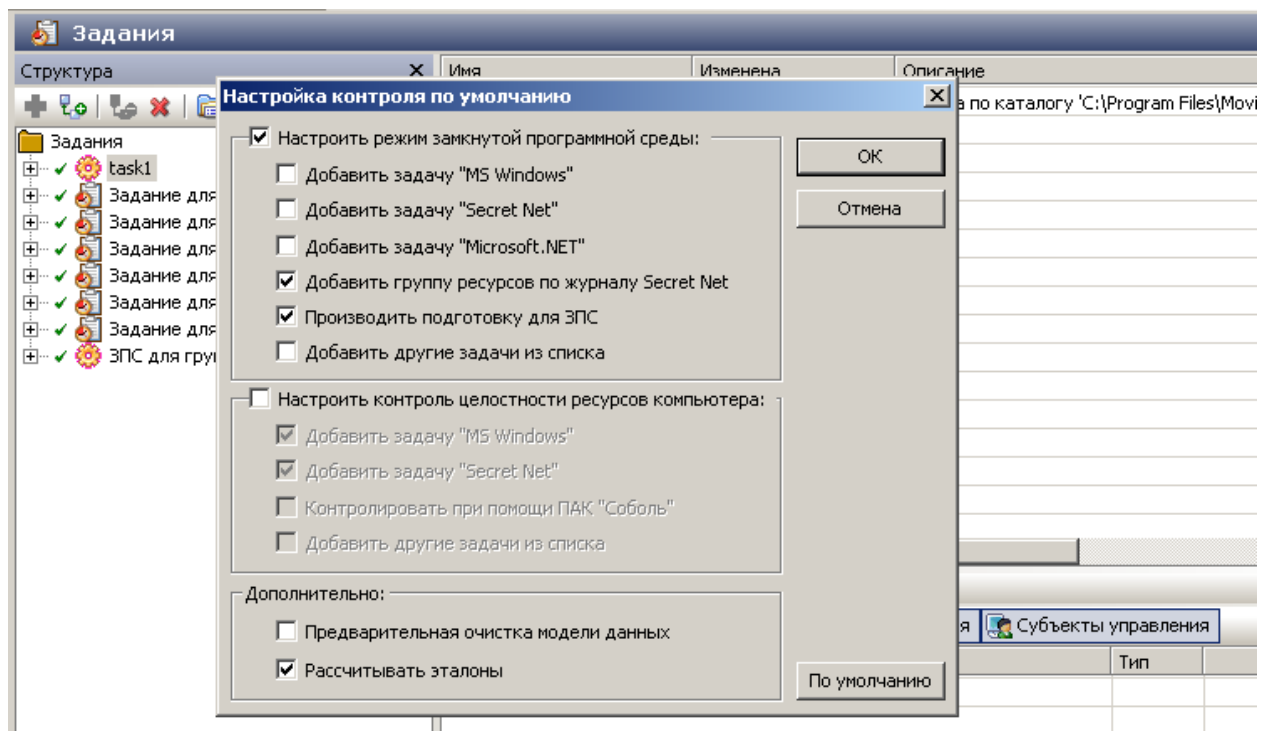 Задания
Структура
X
Имя
Изменена
Описание
Настройка контроля по умолчанию
а по каталогу 'C:\Program Files\Movi
Задания
task1
Задание для
Задание для
Задание для
Задание для
Задание для
Задание для
ЗПС для
Настроить режим замкнутой программной среды:
Добавить задачу "MS Windows"
Добавить задачу "Secret Net"
Добавить задачу "Microsoft.NET"
Добавить группу ресурсов по журналу Secret Net
Производить подготовку для ЗПС
Добавить другие задачи из списка
OK
Отмена
Настроить контроль целостности ресурсов компьютера:
Добавить задачу "MS Windows"
Добавить задачу "Secret Net"
Контролировать при помощи ПАК "Соболь"
Добавить другие задачи из списка
Дополнительно:
Предварительная очистка модели данных
Рассчитывать эталоны
По умолчанию
я
Субъекты управления
Тип